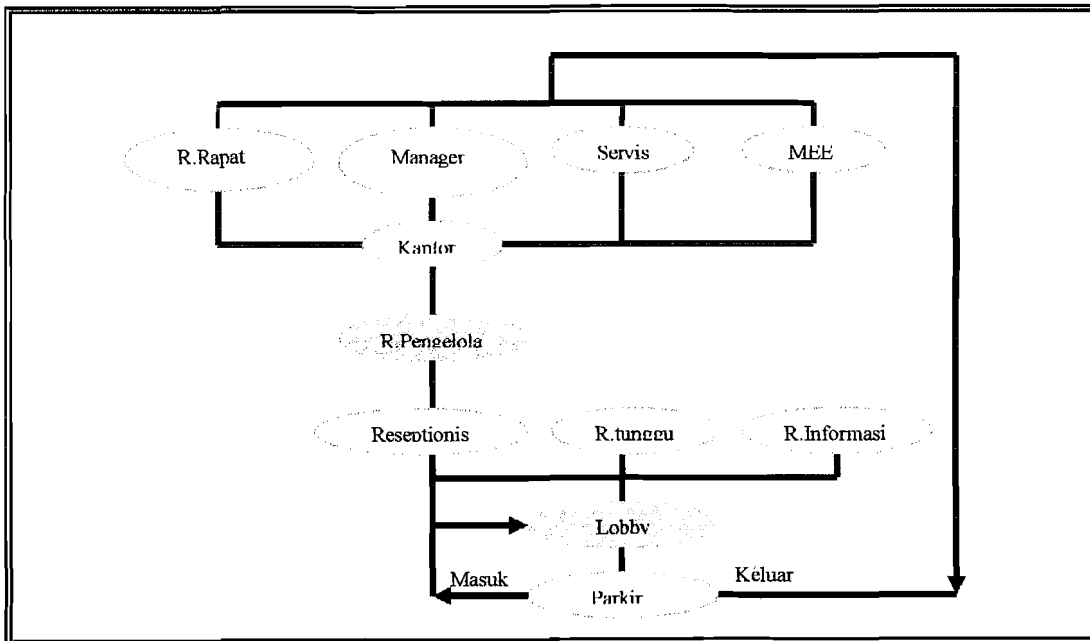 R.Rapat
Manager
Servis
MEE
Kantor
R.Pengelola
Reseptionis
R.tunggu
R.Informasi
Lobby
Masuk
Parkir
Keluar